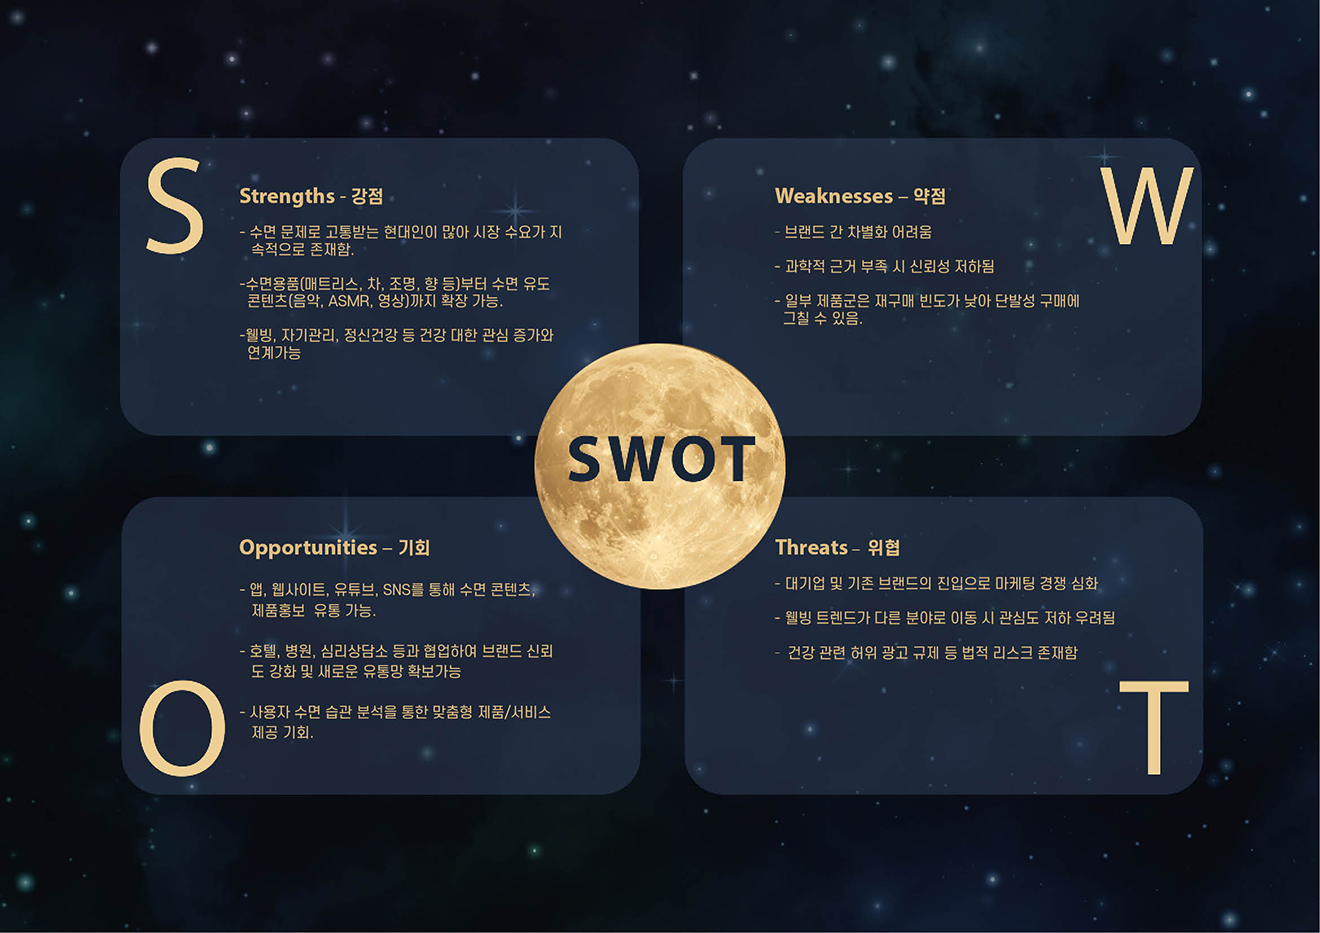 S
Strengths - 강점
- 수면 문제로 고통받는 현대인이 많아 시장 수요가 지
속적으로 존재함.
-수면용품(매트리스, 차, 조명, 향 등)부터 수면 유도
콘텐츠(음악, ASMR, 영상)까지 확장 가능.
-웰빙, 자기관리, 정신건강 등 건강 대한 관심 증가와
연계가능
W
Weaknesses – 약점
- 브랜드 간 차별화 어려움
- 과학적 근거 부족 시 신뢰성 저하됨
- 일부 제품군은 재구매 빈도가 낮아 단발성 구매에
그칠 수 있음.
SWOT
O
Opportunities – 기회
- 앱, 웹사이트, 유튜브, SNS를 통해 수면 콘텐츠,
제품홍보 유통 가능.
- 호텔, 병원, 심리상담소 등과 협업하여 브랜드 신뢰
도 강화 및 새로운 유통망 확보가능
- 사용자 수면 습관 분석을 통한 맞춤형 제품/서비스
제공 기회.
T
Threats – 위협
- 대기업 및 기존 브랜드의 진입으로 마케팅 경쟁 심화
- 웰빙 트렌드가 다른 분야로 이동 시 관심도 저하 우려됨
- 건강 관련 허위 광고 규제 등 법적 리스크 존재함